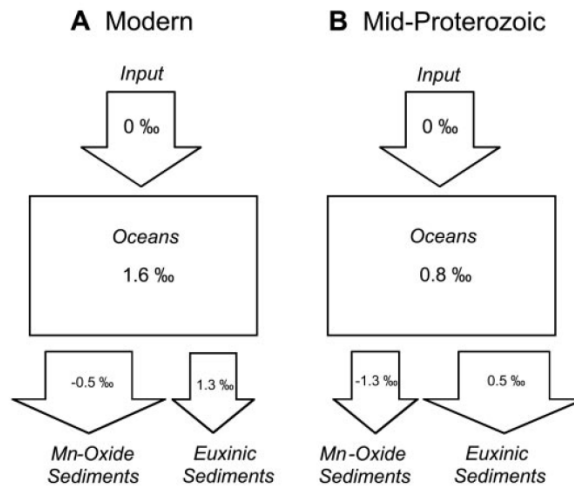 A Modern
Input
0 ‰
Oceans
1.6 ‰
-0.5 ‰
1.3 ‰
Mn-Oxide
Sediments
Euxinic
Sediments
B Mid-Proterozoic
Input
0 ‰
Oceans
0.8 ‰
-1.3 ‰
0.5 ‰
Mn-Oxide
Sediments
Euxinic
Sediments